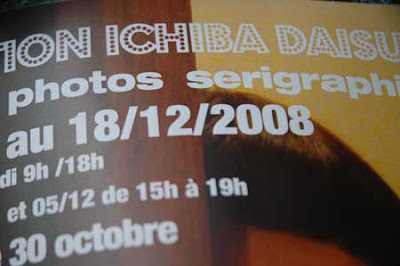 TION ICHIBA DAISU
photos serigraphi
au 18/12/2008
di 9h /18h
et 05/12 de 15h à 19h
30 octobre